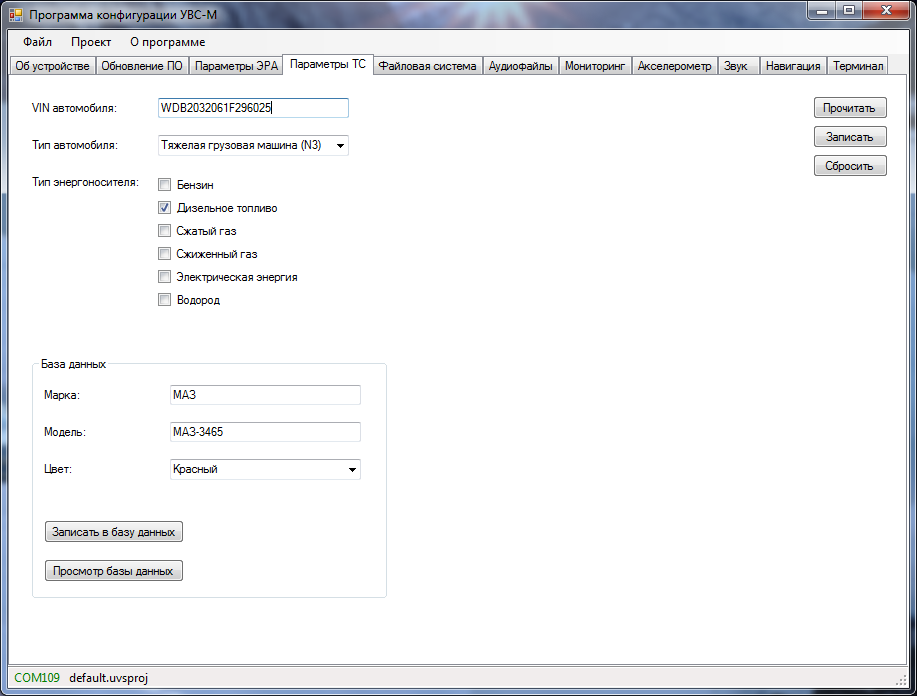 Программа конфигурации УВС-М
Файл Проект О программе
Об устройстве Обновление ПО Параметры ЭРА Параметры ТС Файловая система Аудиофайлы Мониторинг Акселерометр Звук Навигация Терминал
VIN автомобиля: WDB2032061F296025 Прочитать
Тип автомобиля: Тяжелая грузовая машина (N3) Записать
Сбросить
Тип энергоносителя: Бензин
Дизельное топливо
Сжатый газ
Сжиженный газ
Электрическая энергия
Водород
База данных
Марка: МАЗ
Модель: МАЗ-3465
Цвет: Красный
Записать в базу данных
Просмотр базы данных
COM109 default.uvsproj